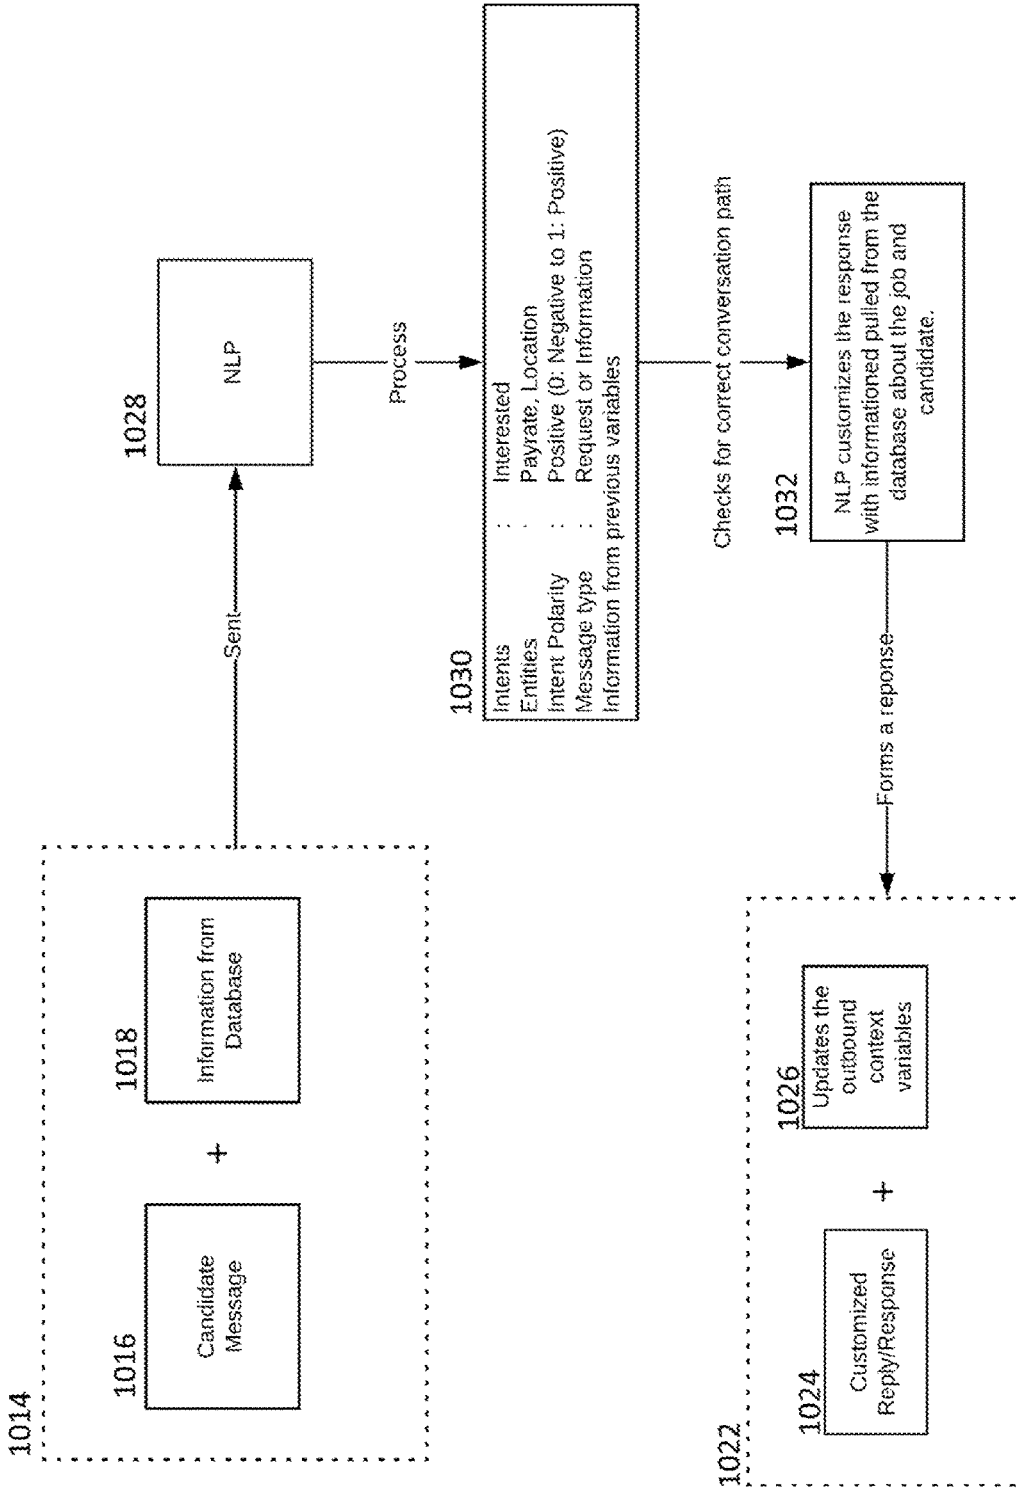 1014
1016
Candidate
Message
+
1018
Information from
Database
Sent
1028
NLP
Process
1030
Intents : Interested
Entities : Payrate, Location
Intent Polarity : Positive (0: Negative to 1: Positive)
Message type : Request or Information
Information from previous variables
Checks for correct conversation path
1032
NLP customizes the response
with informationed pulled from the
database about the job and
candidate.
Forms a reponse
1022
1024
Customized
Reply/Response
+
1026
Updates the
outbound
context
variables